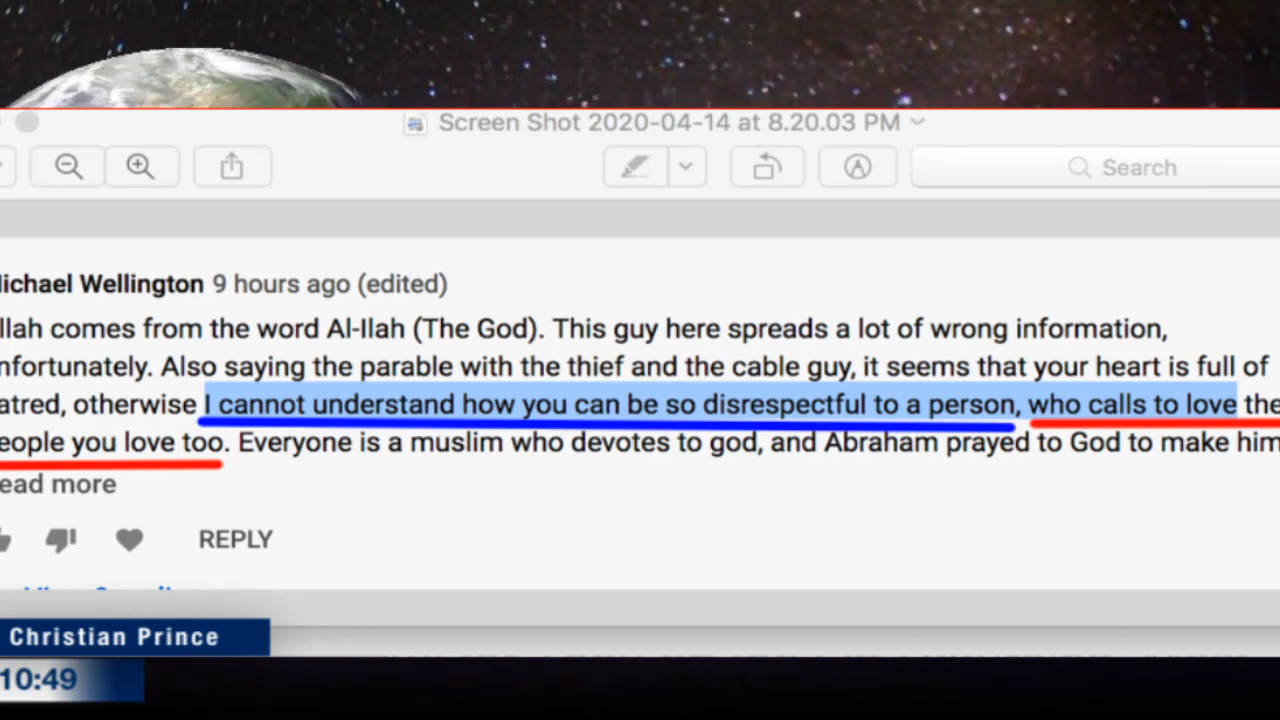 Screen Shot 2020-04-14 at 8.20.03 PM
Search
ichael Wellington 9 hours ago (edited)
llah comes from the word Al-Ilah (The God). This guy here spreads a lot of wrong information,
nfortunately. Also saying the parable with the thief and the cable guy, it seems that your heart is full of
atred, otherwise I cannot understand how you can be so disrespectful to a person, who calls to love the
eople you love too. Everyone is a muslim who devotes to god, and Abraham prayed to God to make him
ead more
REPLY
Christian Prince
10:49